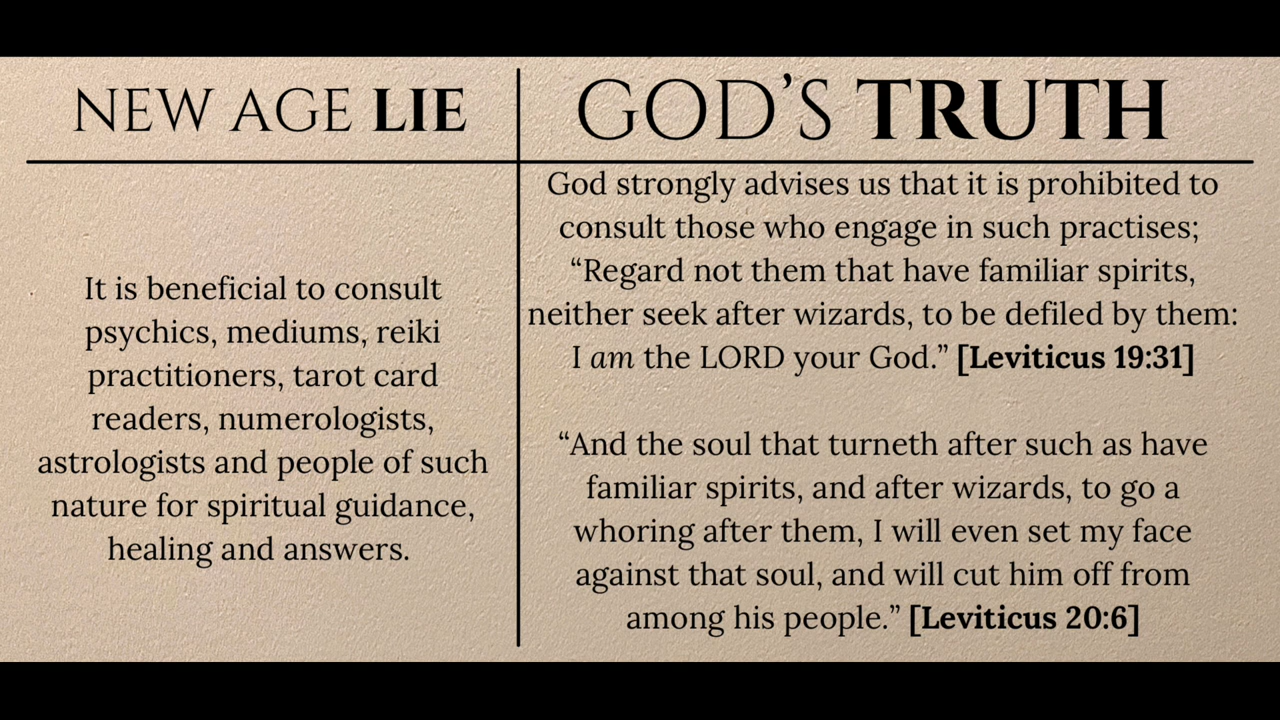 NEW AGE LIE
It is beneficial to consult
psychics, mediums, reiki
practitioners, tarot card
readers, numerologists,
astrologists and people of such
nature for spiritual guidance,
healing and answers.
GOD'S TRUTH
God strongly advises us that it is prohibited to
consult those who engage in such practises;
“Regard not them that have familiar spirits,
neither seek after wizards, to be defiled by them:
I am the LORD your God.” [Leviticus 19:31]
“And the soul that turneth after such as have
familiar spirits, and after wizards, to go a
whoring after them, I will even set my face
against that soul, and will cut him off from
among his people.” [Leviticus 20:6]